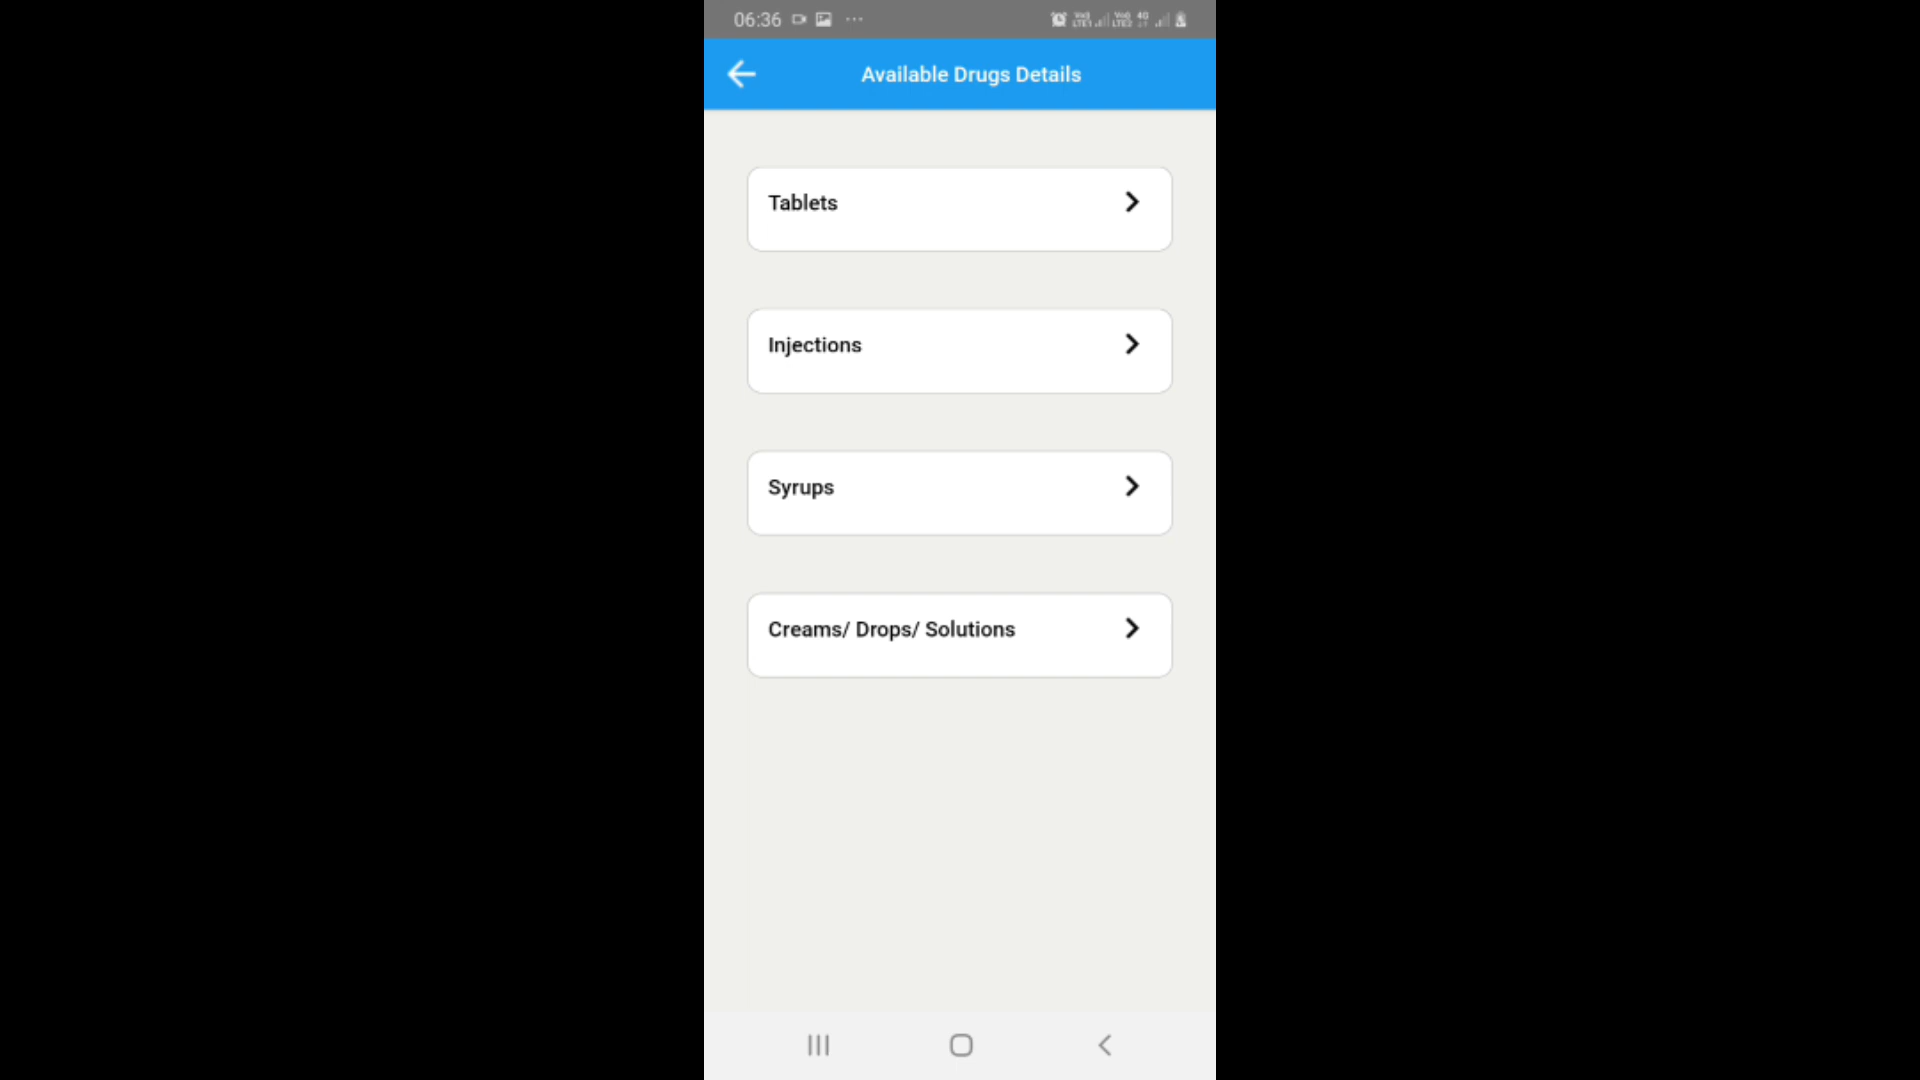 06:36
Available Drugs Details
Tablets
Injections
Syrups
Creams/ Drops/ Solutions